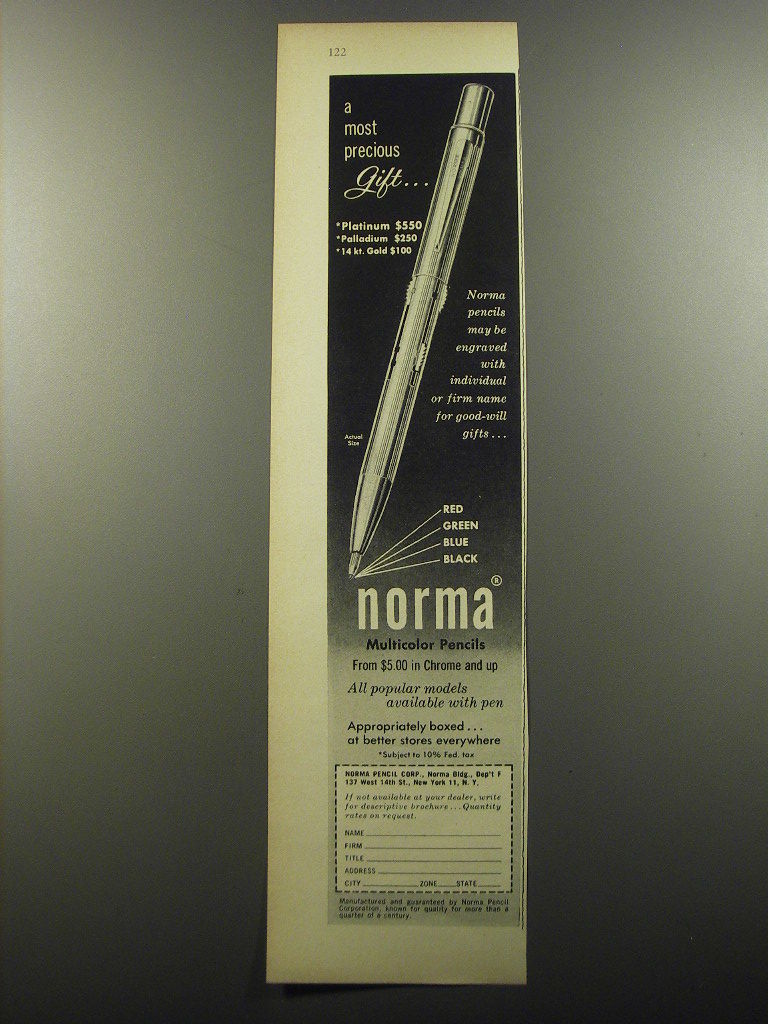 122
a
most
precious
Gift...
*Platinum $550
*Palladium $250
*14 kt. Gold $100
Norma
pencils
may be
engraved
with
individual
or firm name
for good-will
gifts...
Actual
Size
RED
GREEN
BLUE
BLACK
norma®
Multicolor Pencils
From $5.00 in Chrome and up
All popular models
available with pen
Appropriately boxed...
at better stores everywhere
*Subject to 10% Fed. tax
NORMA PENCIL CORP., Norma Bldg., Dep't F
137 West 14th St., New York 11, N. Y.
If not available at your dealer, write
for descriptive brochure...Quantity
rates on request.
NAME
FIRM
TITLE
ADDRESS
CITY ZONE STATE
Manufactured and guaranteed by Norma Pencil
Corporation, known for quality for more than a
quarter of a century.